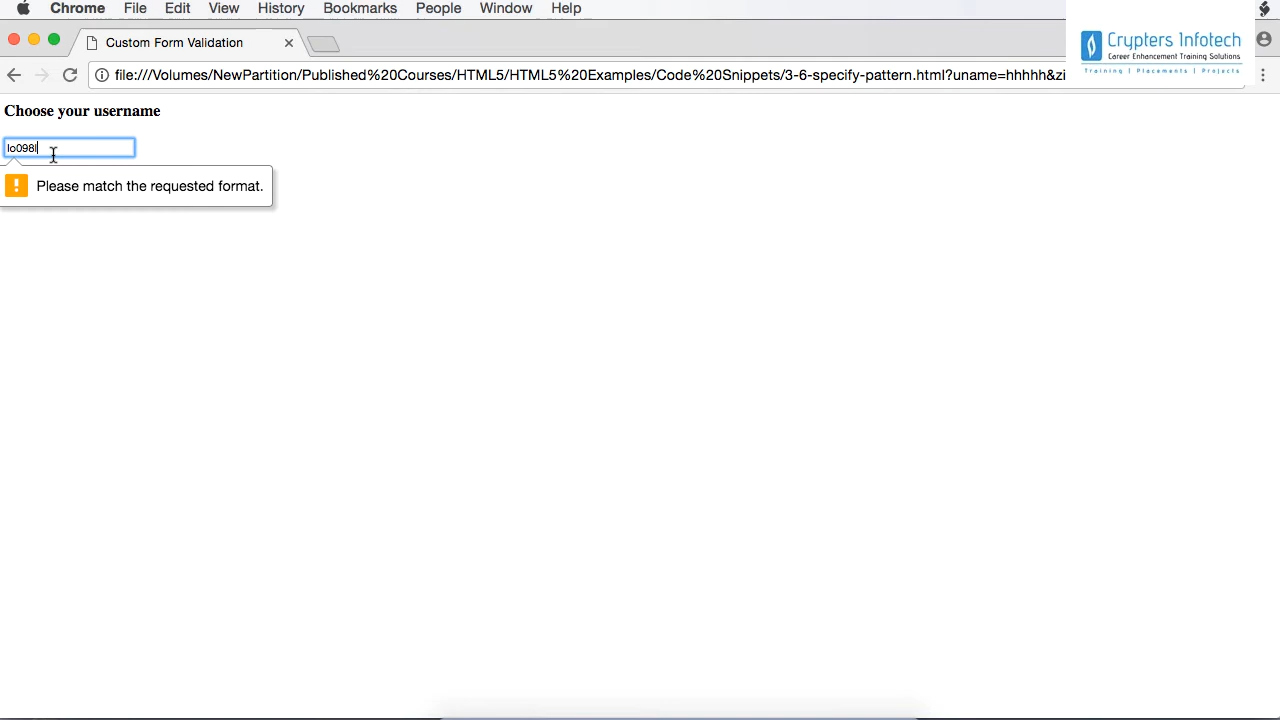 Chrome File Edit View History Bookmarks People Window Help
Crypters Infotech
Career Enhancement Training Solutions
Training | Placements | Projects
Custom Form Validation
file:///Volumes/NewPartition/Published%20Courses/HTML5/HTML5%20Examples/Code%20Snippets/3-6-specify-pattern.html?uname=hhhhh&zi
Choose your username
lo098l
Please match the requested format.